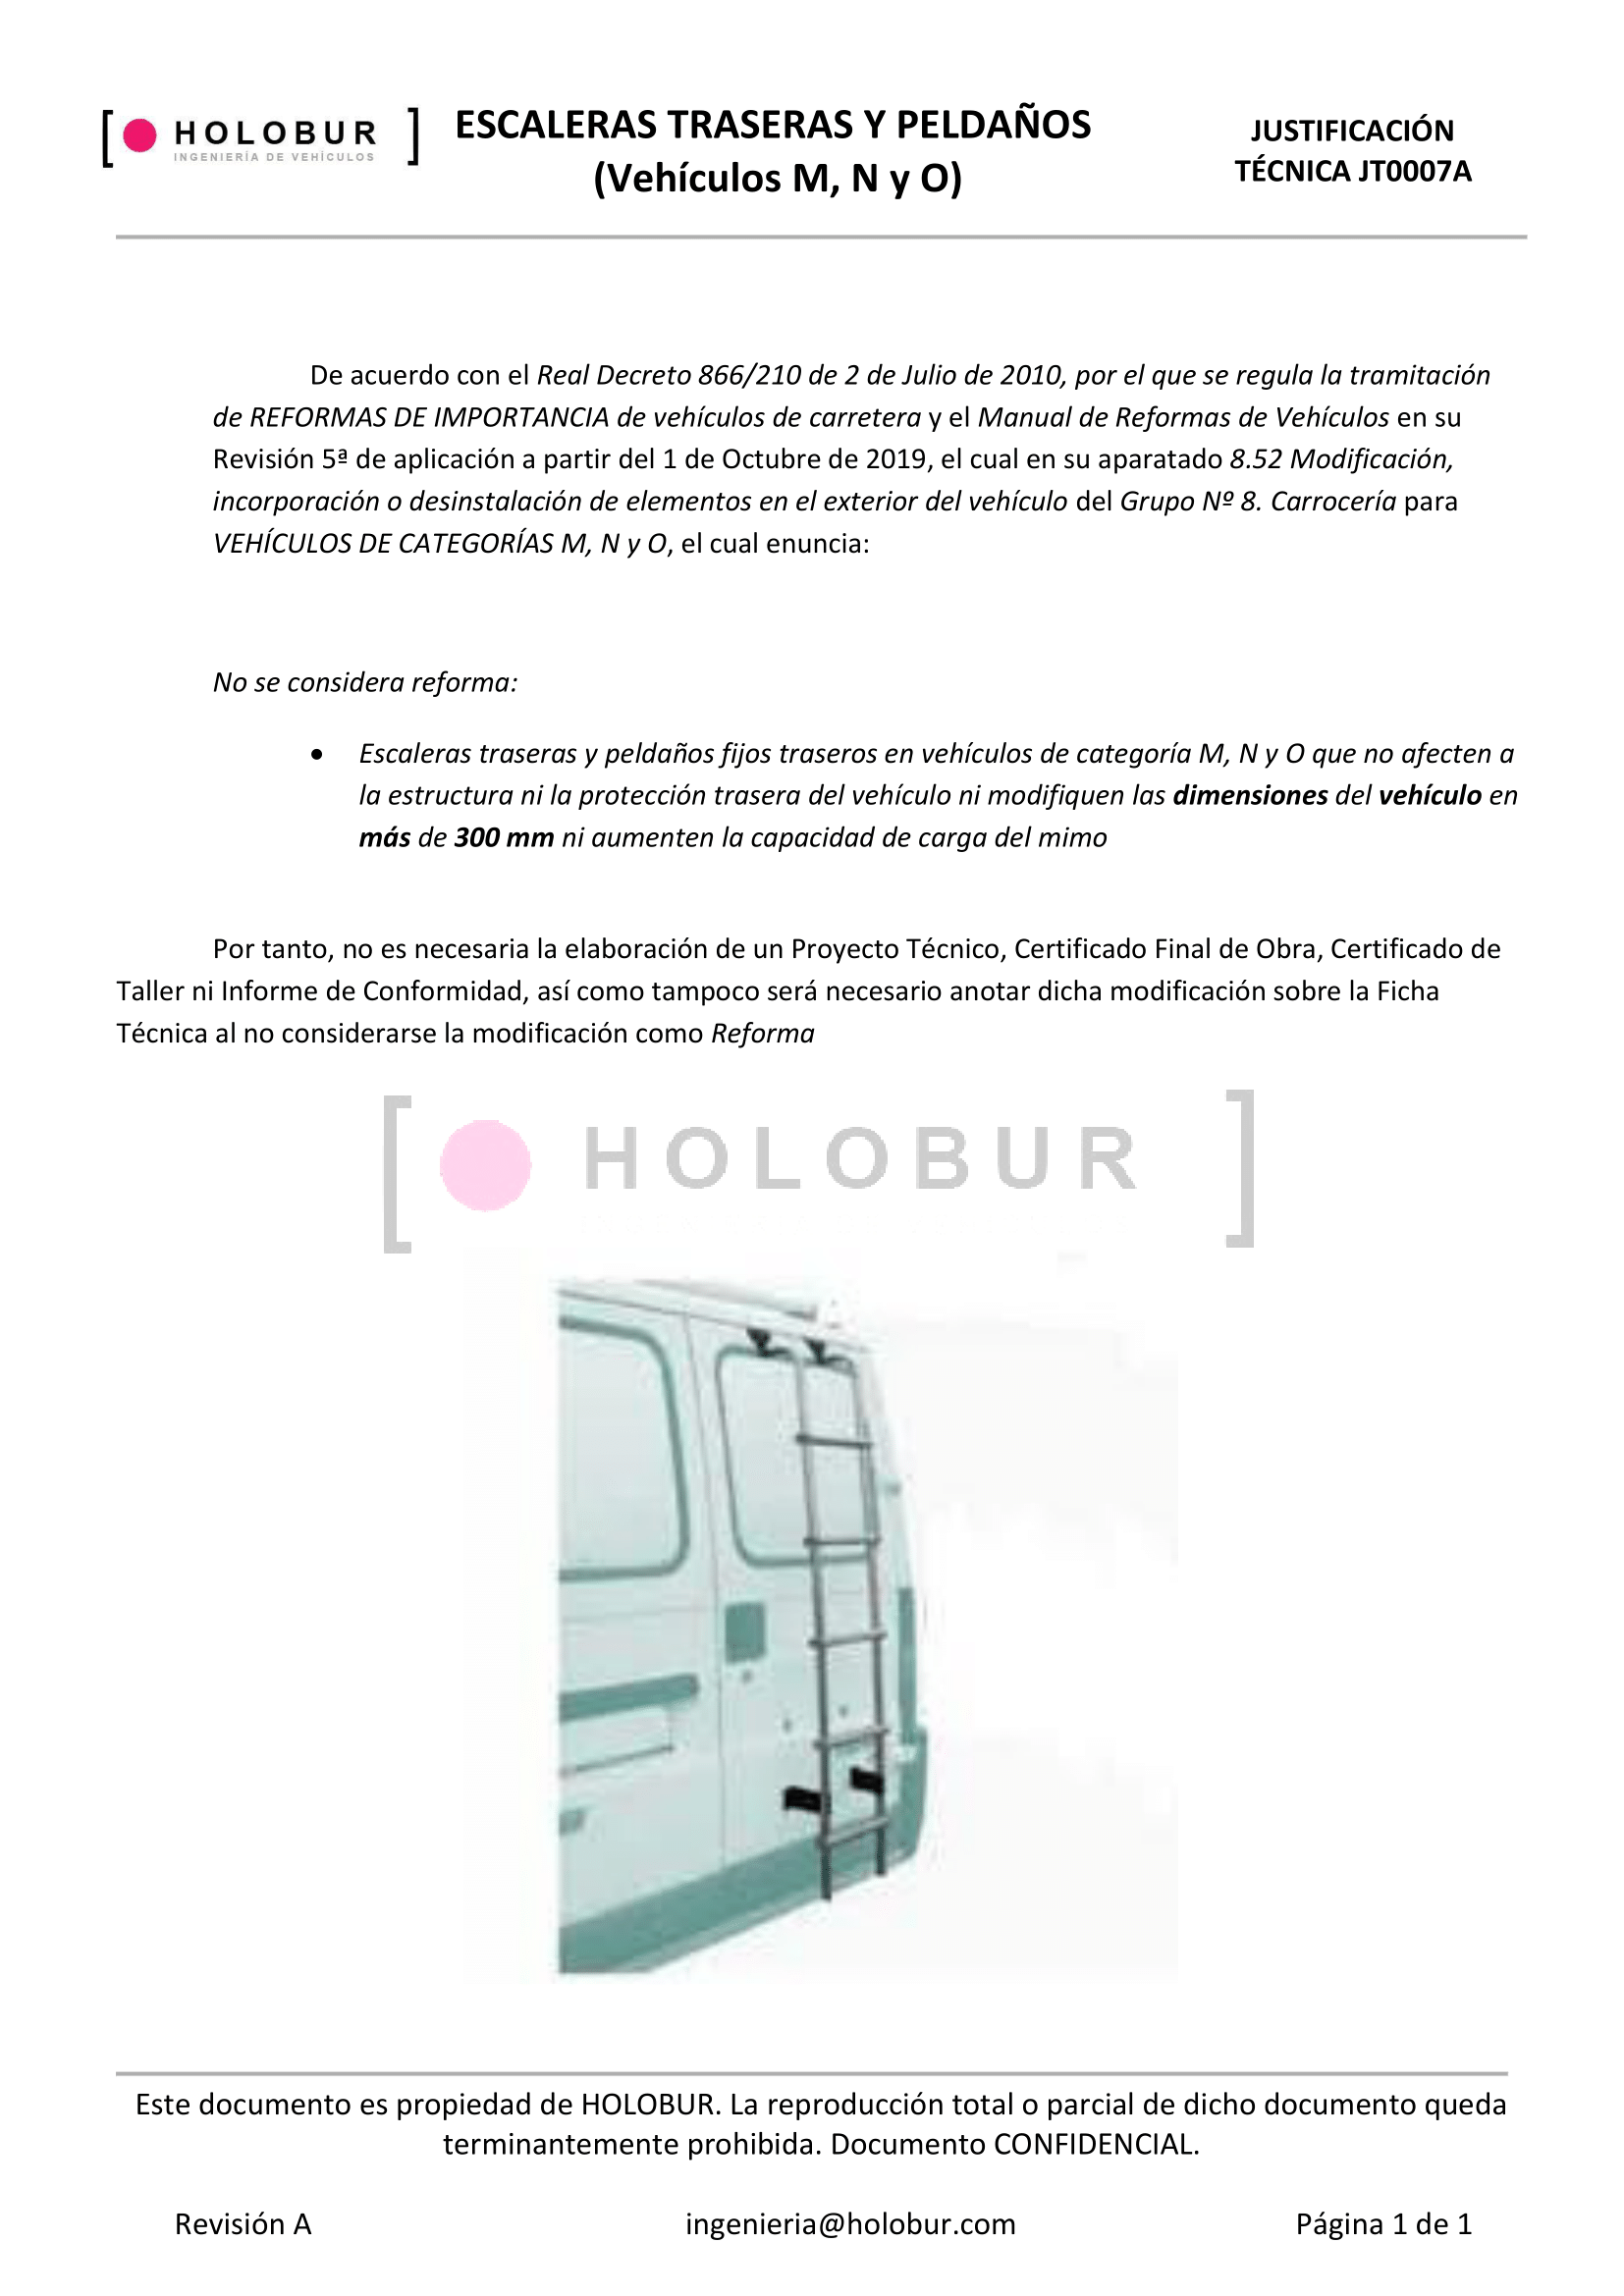 [ HOLOBUR ]
INGENIERÍA DE VEHÍCULOS
ESCALERAS TRASERAS Y PELDAÑOS
(Vehículos M, N y O)
JUSTIFICACIÓN
TÉCNICA JT0007A
De acuerdo con el Real Decreto 866/210 de 2 de Julio de 2010, por el que se regula la tramitación
de REFORMAS DE IMPORTANCIA de vehículos de carretera y el Manual de Reformas de Vehículos en su
Revisión 5ª de aplicación a partir del 1 de Octubre de 2019, el cual en su aparatado 8.52 Modificación,
incorporación o desinstalación de elementos en el exterior del vehículo del Grupo Nº 8. Carrocería para
VEHÍCULOS DE CATEGORÍAS M, N y O, el cual enuncia:
No se considera reforma:
• Escaleras traseras y peldaños fijos traseros en vehículos de categoría M, N y O que no afecten a
la estructura ni la protección trasera del vehículo ni modifiquen las dimensiones del vehículo en
más de 300 mm ni aumenten la capacidad de carga del mimo
Por tanto, no es necesaria la elaboración de un Proyecto Técnico, Certificado Final de Obra, Certificado de
Taller ni Informe de Conformidad, así como tampoco será necesario anotar dicha modificación sobre la Ficha
Técnica al no considerarse la modificación como Reforma
[ HOLOBUR ]
Este documento es propiedad de HOLOBUR. La reproducción total o parcial de dicho documento queda
terminantemente prohibida. Documento CONFIDENCIAL.
Revisión A ingenieria@holobur.com Página 1 de 1